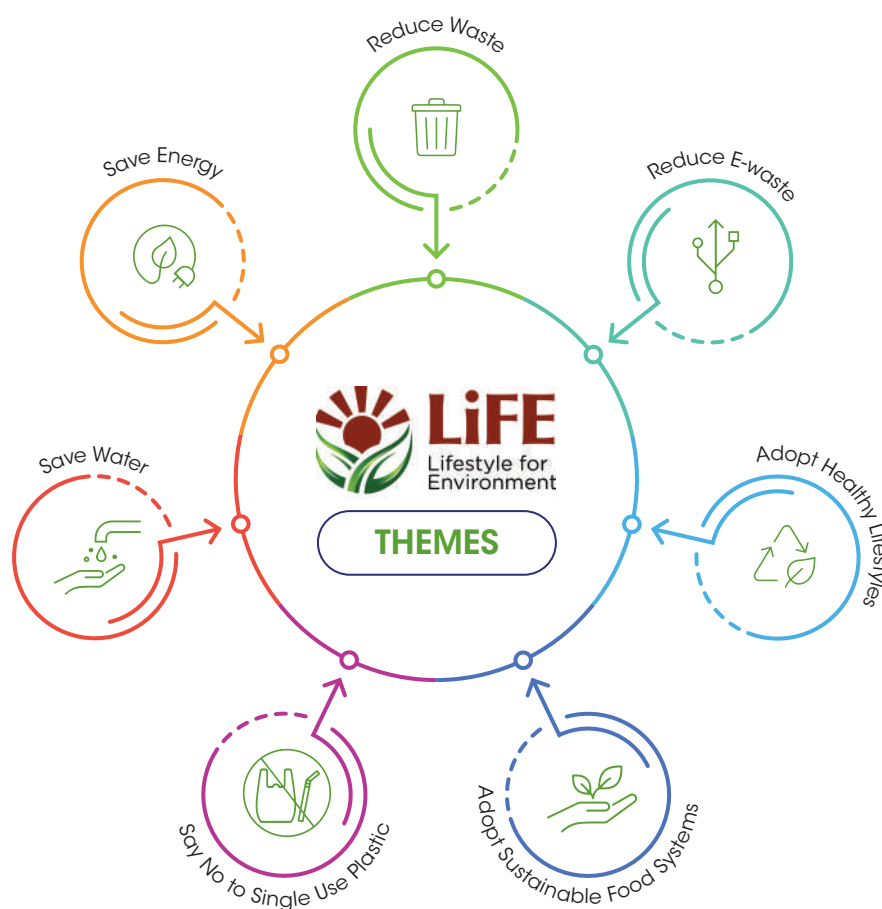 Reduce Waste
Reduce E-waste
Adopt Healthy Lifestyles
Adopt Sustainable Food Systems
Say No to Single Use Plastic
Save Water
Save Energy
LiFE
Lifestyle for
Environment
THEMES